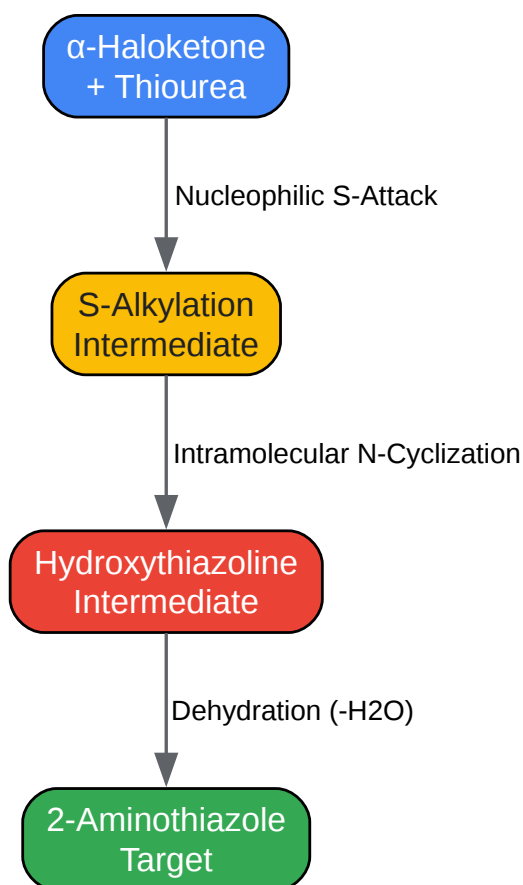 α-Haloketone
+ Thiourea
Nucleophilic S-Attack
S-Alkylation
Intermediate
Intramolecular N-Cyclization
Hydroxythiazoline
Intermediate
Dehydration (-H2O)
2-Aminothiazole
Target